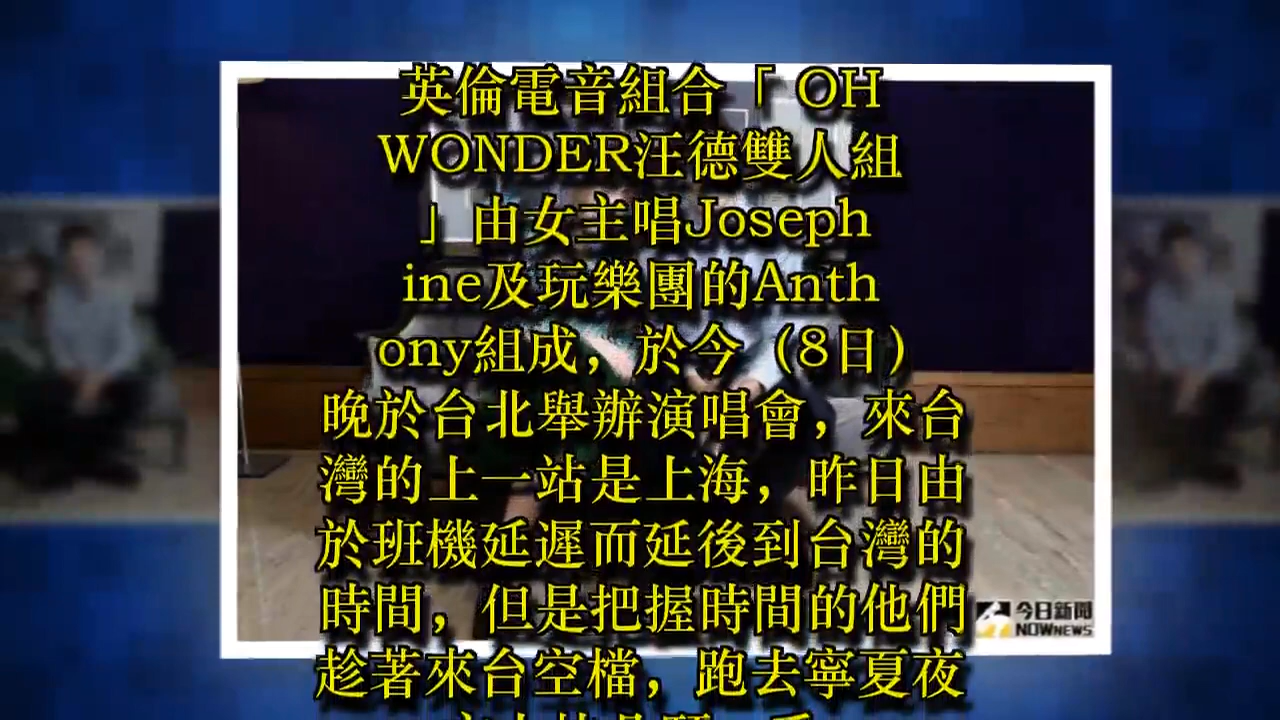 英倫電音組合「 OH
WONDER汪德雙人組
」由女主唱Joseph
ine及玩樂團的Anth
ony組成，於今（8日）
晚於台北舉辦演唱會，來台
灣的上一站是上海，昨日由
於班機延遲而延後到台灣的
時間，但是把握時間的他們
趁著來台空檔，跑去寧夏夜
今日新聞
NOWNEWS